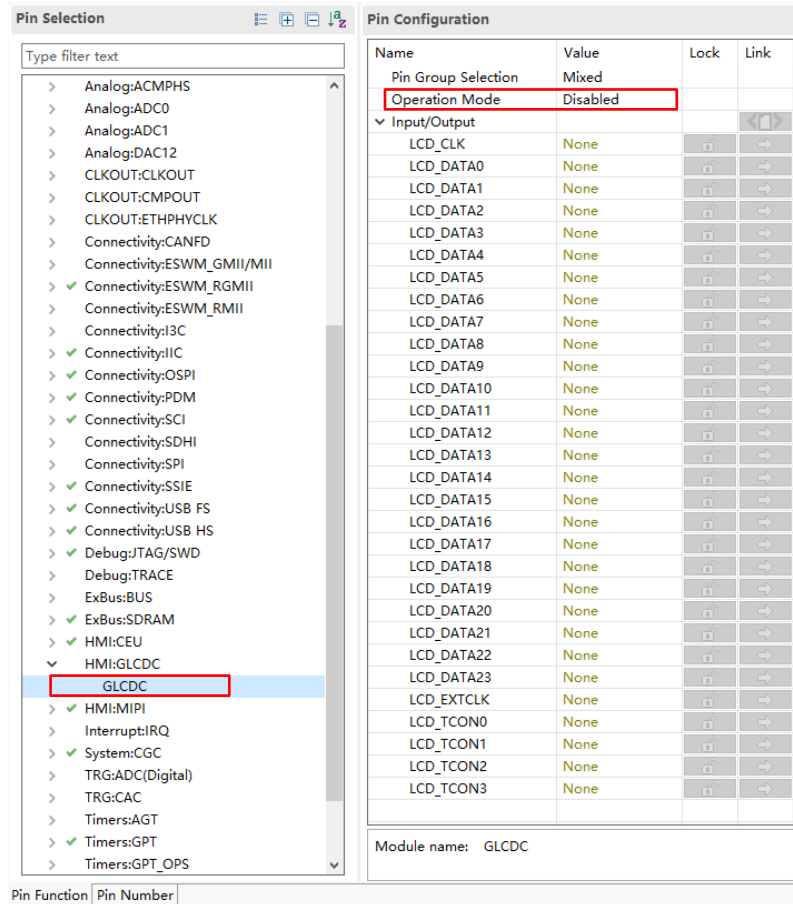 Pin Selection
Type filter text
Analog:ACMPHS
Analog:ADC0
Analog:ADC1
Analog:DAC12
CLKOUT:CLKOUT
CLKOUT:CMPOUT
CLKOUT:ETHPHYCLK
Connectivity:CANFD
Connectivity:ESWM_GMII/MII
Connectivity:ESWM_RGMII
Connectivity:ESWM_RMII
Connectivity:I3C
Connectivity:IIC
Connectivity:OSPI
Connectivity:PDM
Connectivity:SCI
Connectivity:SDHI
Connectivity:SPI
Connectivity:SSIE
Connectivity:USB FS
Connectivity:USB HS
Debug:JTAG/SWD
Debug:TRACE
ExBus:BUS
ExBus:SDRAM
HMI:CEU
HMI:GLCDC
GLCDC
HMI:MIPI
Interrupt:IRQ
System:CGC
TRG:ADC(Digital)
TRG:CAC
Timers:AGT
Timers:GPT
Timers:GPT_OPS
Pin Function Pin Number
Pin Configuration
Name Value Lock Link
Pin Group Selection Mixed
Operation Mode Disabled
Input/Output
LCD_CLK None
LCD_DATA0 None
LCD_DATA1 None
LCD_DATA2 None
LCD_DATA3 None
LCD_DATA4 None
LCD_DATA5 None
LCD_DATA6 None
LCD_DATA7 None
LCD_DATA8 None
LCD_DATA9 None
LCD_DATA10 None
LCD_DATA11 None
LCD_DATA12 None
LCD_DATA13 None
LCD_DATA14 None
LCD_DATA15 None
LCD_DATA16 None
LCD_DATA17 None
LCD_DATA18 None
LCD_DATA19 None
LCD_DATA20 None
LCD_DATA21 None
LCD_DATA22 None
LCD_DATA23 None
LCD_EXTCLK None
LCD_TCON0 None
LCD_TCON1 None
LCD_TCON2 None
LCD_TCON3 None
Module name: GLCDC